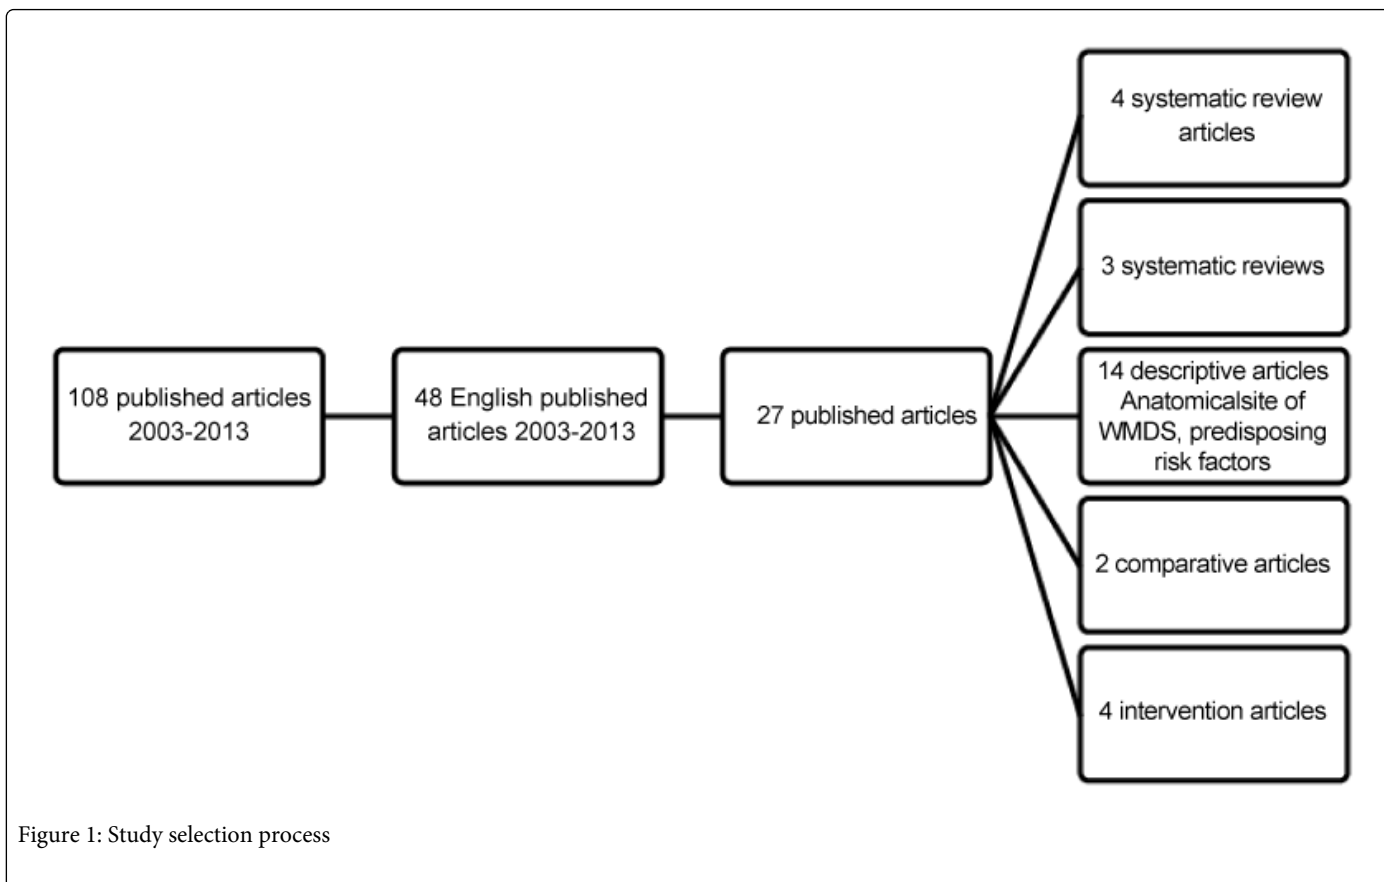 108 published articles
2003-2013
48 English published
articles 2003-2013
27 published articles
4 systematic review
articles
3 systematic reviews
14 descriptive articles
Anatomicalsite of
WMDS, predisposing
risk factors
2 comparative articles
4 intervention articles
Figure 1: Study selection process